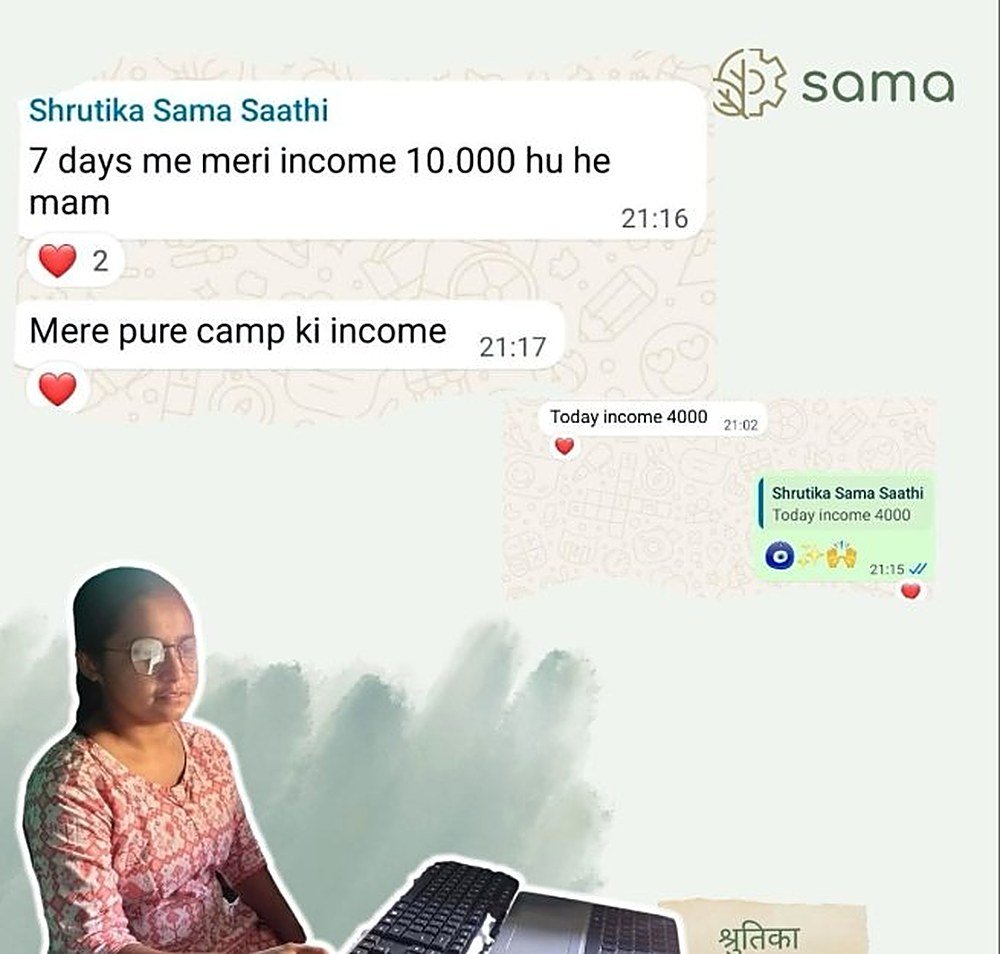 sama
Shrutika Sama Saathi
7 days me meri income 10.000 hu he
mam
21:16
2
Mere pure camp ki income
21:17
Today income 4000
21:02
Shrutika Sama Saathi
Today income 4000
21:15
श्रुतिका